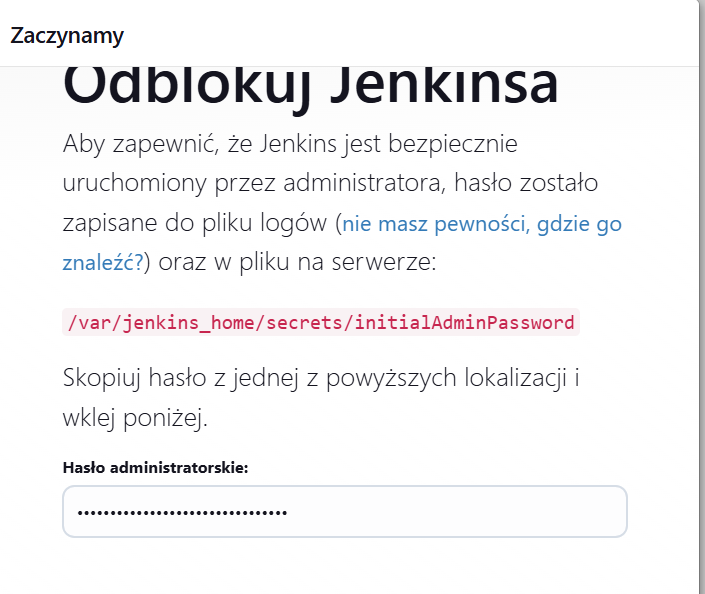 Zaczynamy
Odblokuj Jenkinsa
Aby zapewnić, że Jenkins jest bezpiecznie
uruchomiony przez administratora, hasło zostało
zapisane do pliku logów (nie masz pewności, gdzie go
znaleźć?) oraz w pliku na serwerze:
/var/jenkins_home/secrets/initialAdminPassword
Skopiuj hasło z jednej z powyższych lokalizacji i
wklej poniżej.
Hasło administratorskie:
••••••••••••••••••••••••••••••••